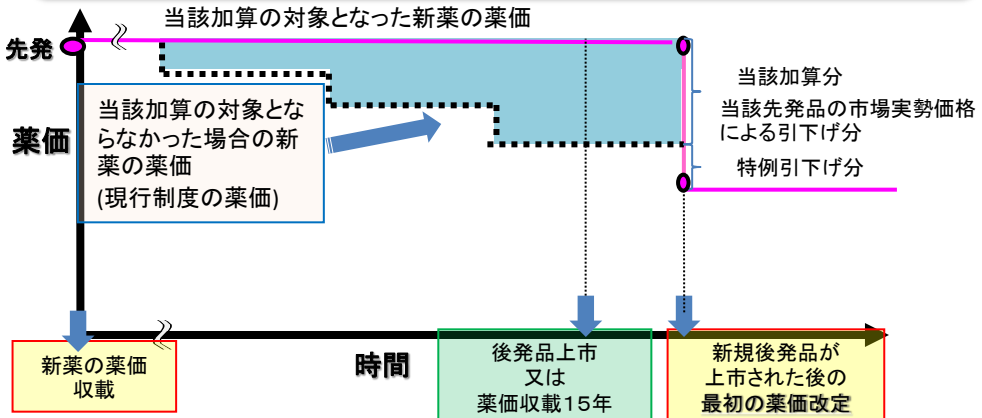 当該加算の対象となった新薬の薬価
先発
薬価
当該加算の対象とな
らなかった場合の新
薬の薬価
(現行制度の薬価)
当該加算分
当該先発品の市場実勢価格
による引下げ分
特例引下げ分
時間
新薬の薬価
収載
後発品上市
又は
薬価収載15年
新規後発品が
上市された後の
最初の薬価改定